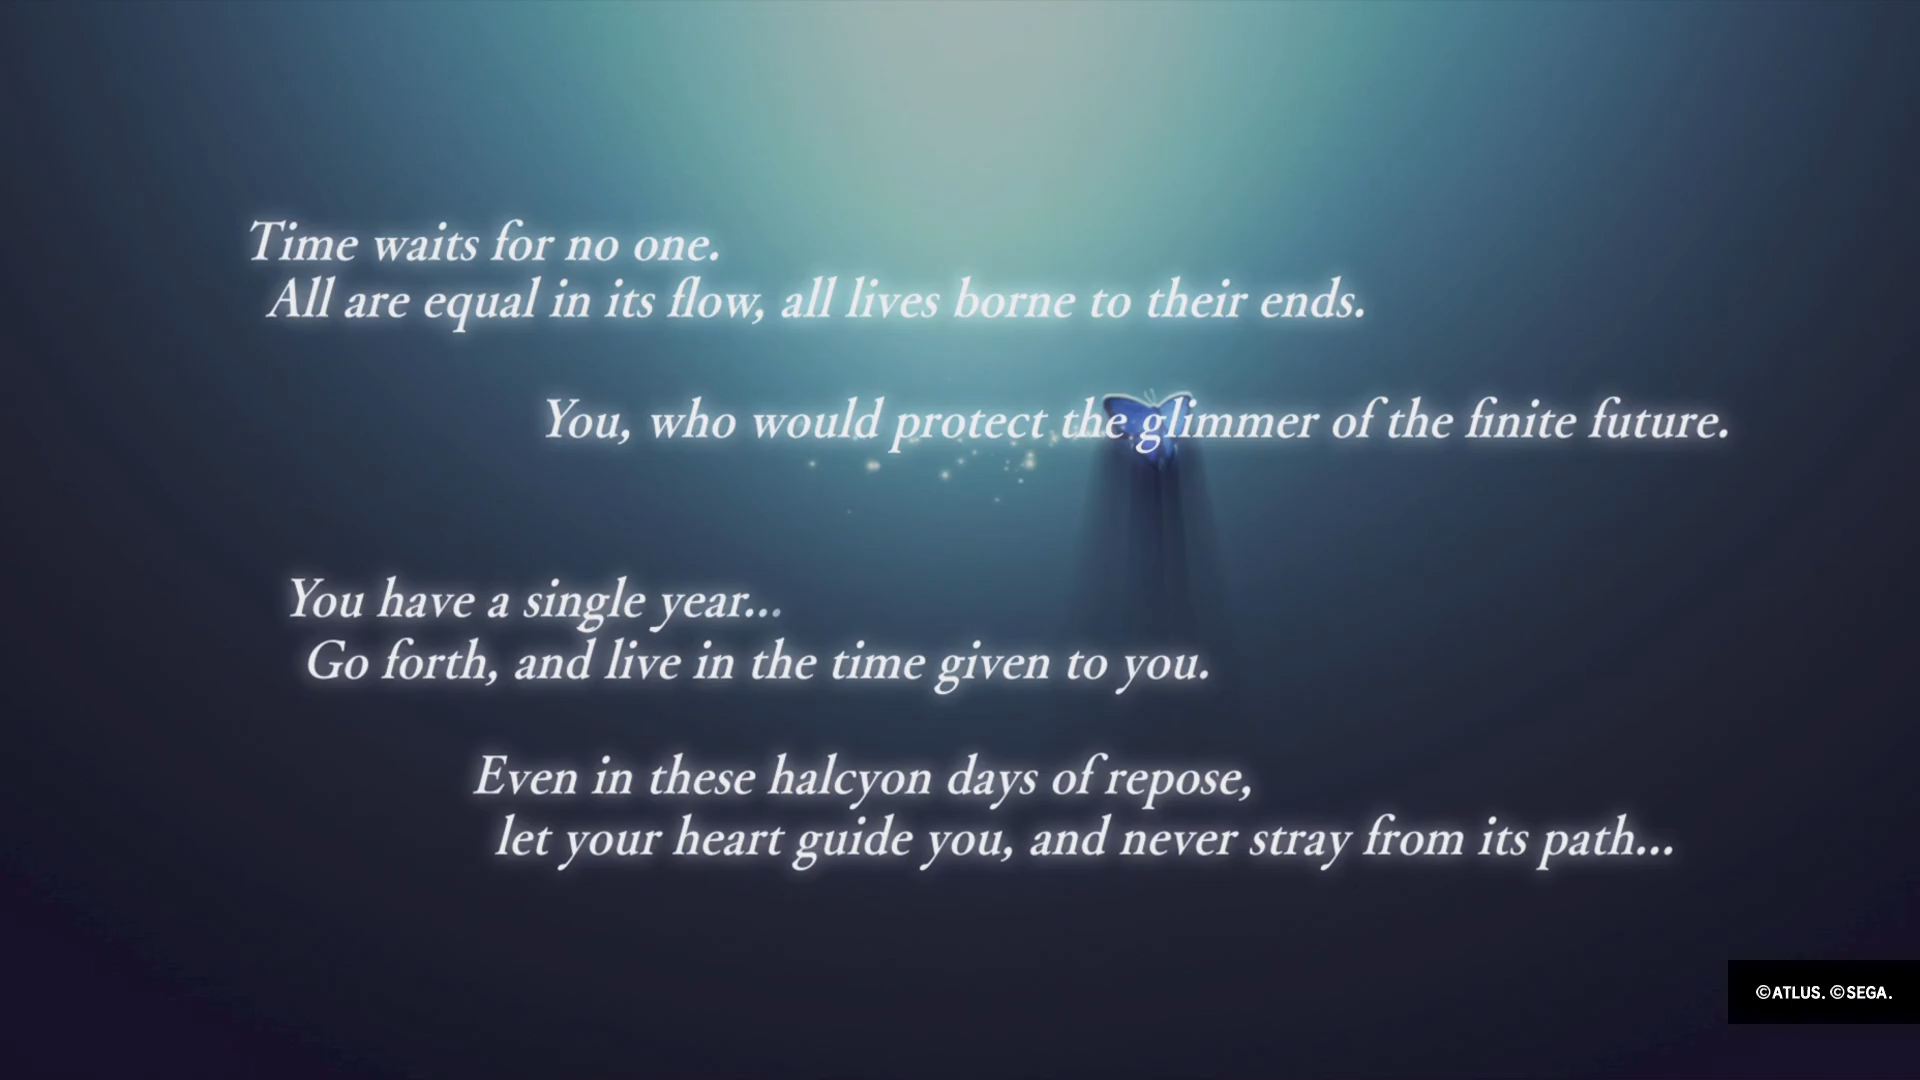 Time waits for no one.
All are equal in its flow, all lives borne to their ends.
You, who would protect the glimmer of the finite future.
You have a single year...
Go forth, and live in the time given to you.
Even in these halcyon days of repose,
let your heart guide you, and never stray from its path...
©ATLUS. ©SEGA.